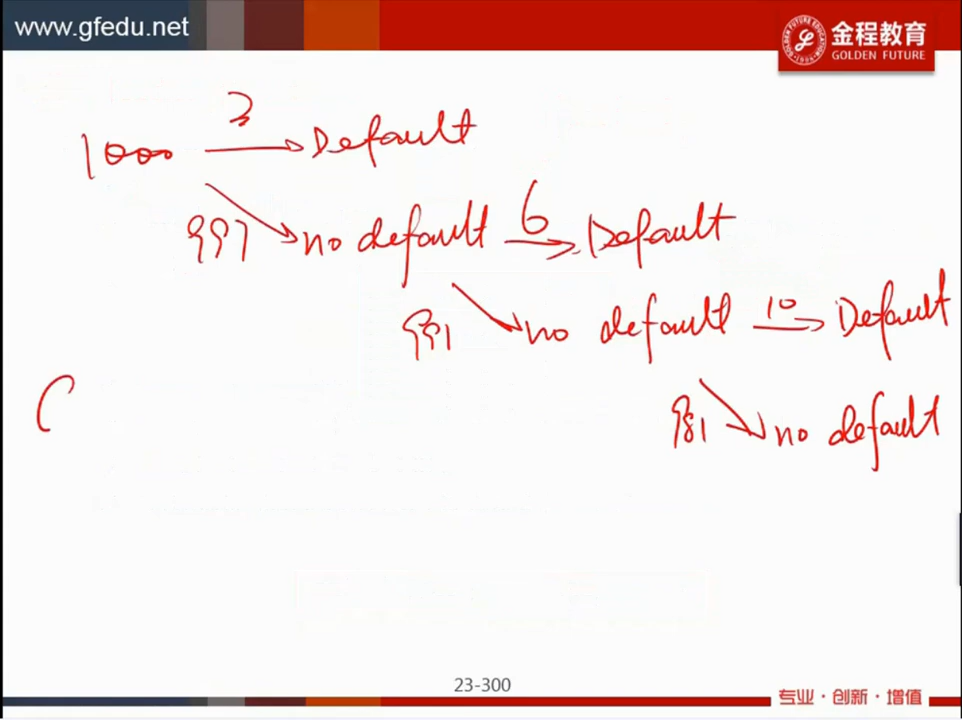 www.gfedu.net
金程教育
GOLDEN FUTURE
3
1000 → Default
997 no default 6 → Default
991 no default 10 → Default
981 no default
C
23-300
专业·创新·增值